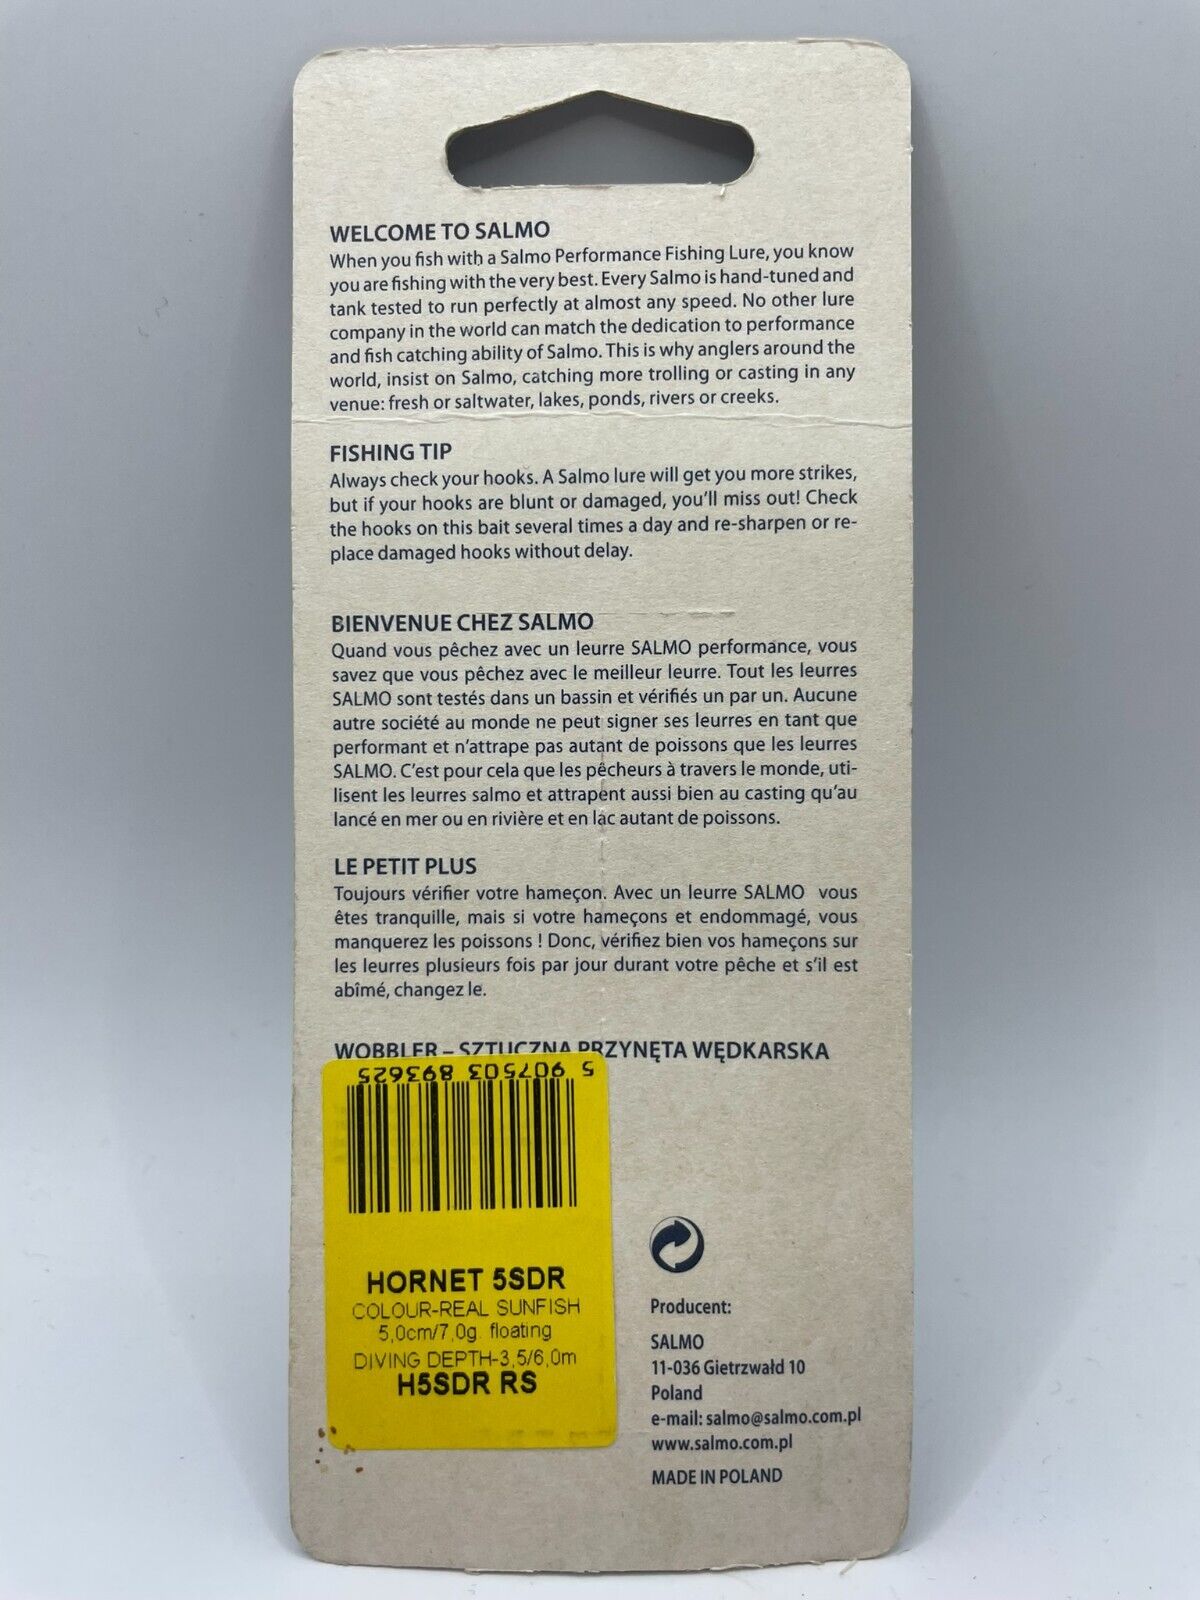 WELCOME TO SALMO
When you fish with a Salmo Performance Fishing Lure, you know
you are fishing with the very best. Every Salmo is hand-tuned and
tank tested to run perfectly at almost any speed. No other lure
company in the world can match the dedication to performance
and fish catching ability of Salmo. This is why anglers around the
world, insist on Salmo, catching more trolling or casting in any
venue: fresh or saltwater, lakes, ponds, rivers or creeks.
FISHING TIP
Always check your hooks. A Salmo lure will get you more strikes,
but if your hooks are blunt or damaged, you'll miss out! Check
the hooks on this bait several times a day and re-sharpen or re-
place damaged hooks without delay.
BIENVENUE CHEZ SALMO
Quand vous pêchez avec un leurre SALMO performance, vous
savez que vous pêchez avec le meilleur leurre. Tout les leurres
SALMO sont testés dans un bassin et vérifiés un par un. Aucune
autre société au monde ne peut signer ses leurres en tant que
performant et n'attrape pas autant de poissons que les leurres
SALMO. C'est pour cela que les pêcheurs à travers le monde, uti-
lisent les leurres salmo et attrapent aussi bien au casting qu'au
lancé en mer ou en rivière et en lac autant de poissons.
LE PETIT PLUS
Toujours vérifier votre hameçon. Avec un leurre SALMO vous
êtes tranquille, mais si votre hameçons et endommagé, vous
manquerez les poissons ! Donc, vérifiez bien vos hameçons sur
les leurres plusieurs fois par jour durant votre pêche et s'il est
abîmé, changez le.
WOBBLER – SZTUCZNA PRZYNĘTA WĘDKARSKA
5 907503 893625
HORNET 5SDR
COLOUR-REAL SUNFISH
5,0cm/7,0g floating
DIVING DEPTH-3,5/6,0m
H5SDR RS
Producent:
SALMO
11-036 Gietrzwałd 10
Poland
e-mail: salmo@salmo.com.pl
www.salmo.com.pl
MADE IN POLAND